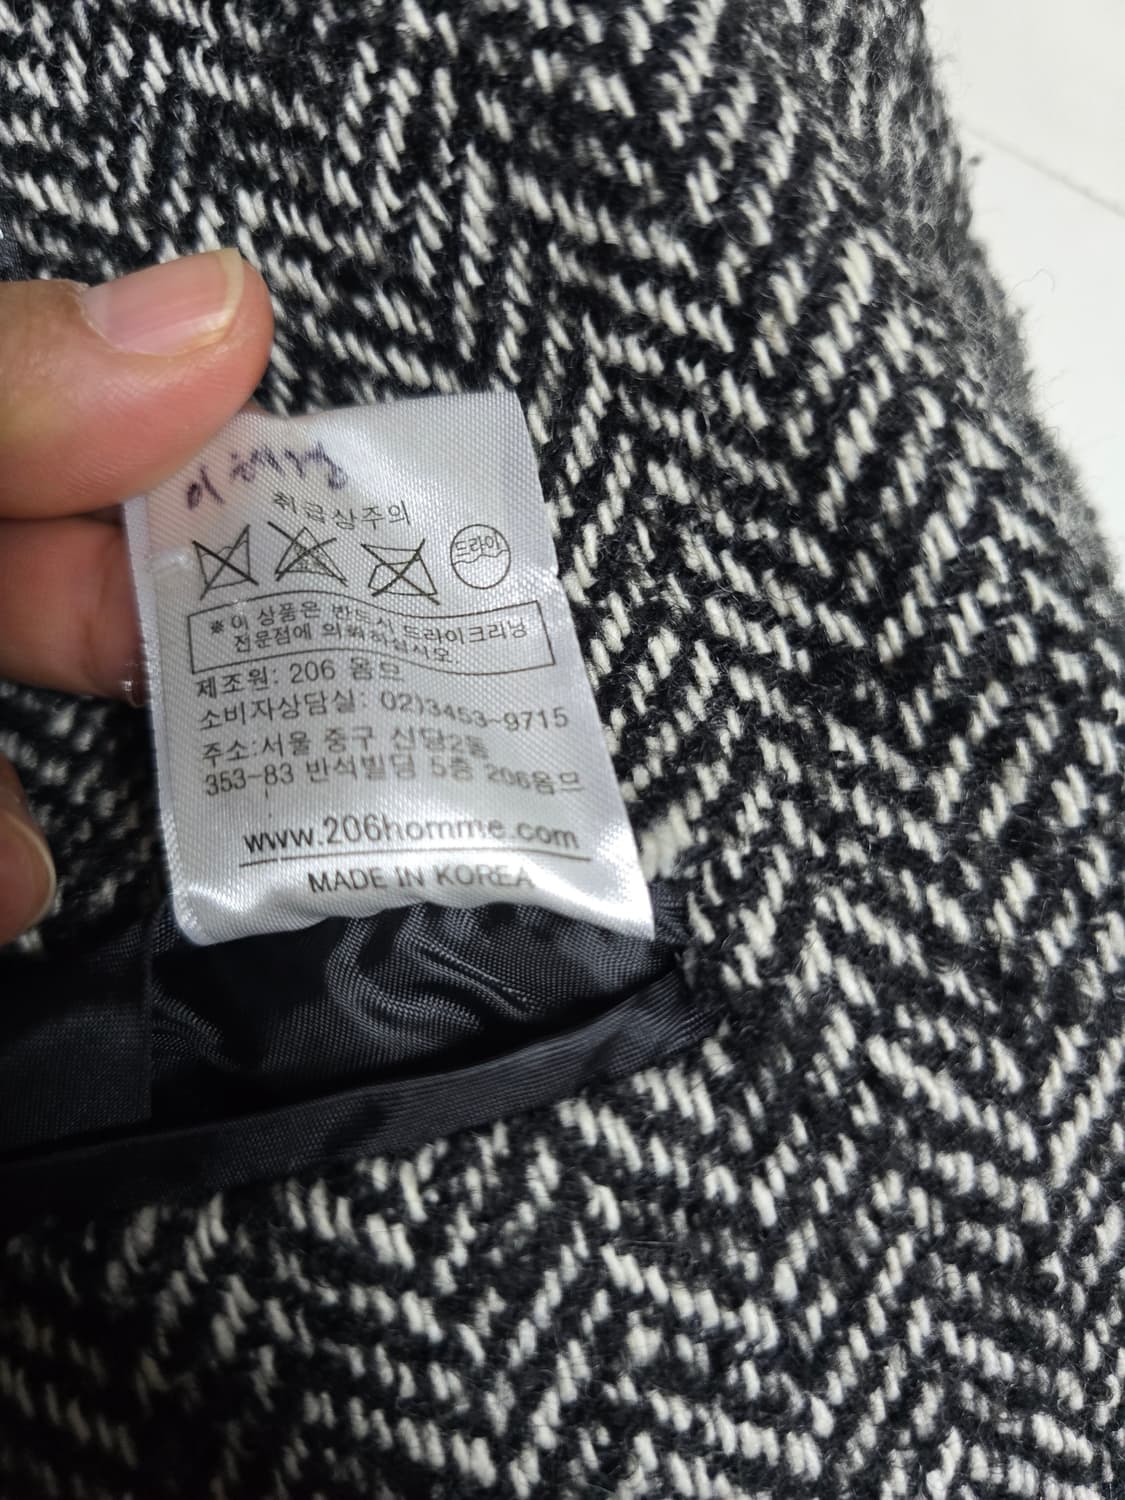 취급상주의
드라이
※이 상품은 반드시 드라이크리닝
전문점에 의뢰하십시오.
제조원: 206 옴므
소비자상담실: 02)3453-9715
주소:서울 중구 신당2동
353-83 반석빌딩 5층 206옴므
www.206homme.com
MADE IN KOREA